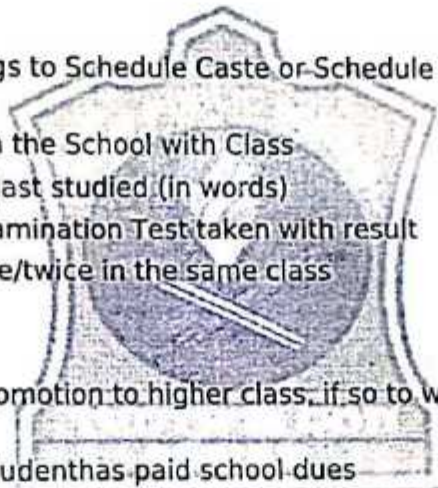 gs to Schedule Caste or Schedule
the School with Class
ast studied (in words)
amination Test taken with result
e/twice in the same class
omotion to higher class, if so to w
udenthas paid school dues